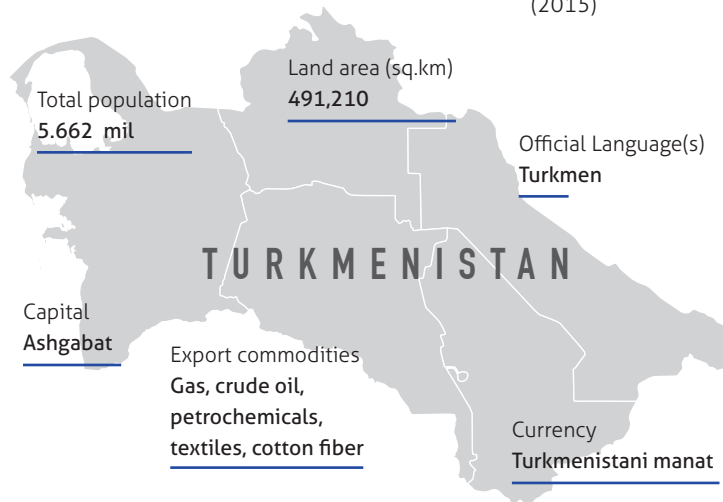 (2015)
Land area (sq.km)
491,210
Total population
5.662 mil
Official Language(s)
Turkmen
TURKMENISTAN
Capital
Ashgabat
Export commodities
Gas, crude oil,
petrochemicals,
textiles, cotton fiber
Currency
Turkmenistani manat